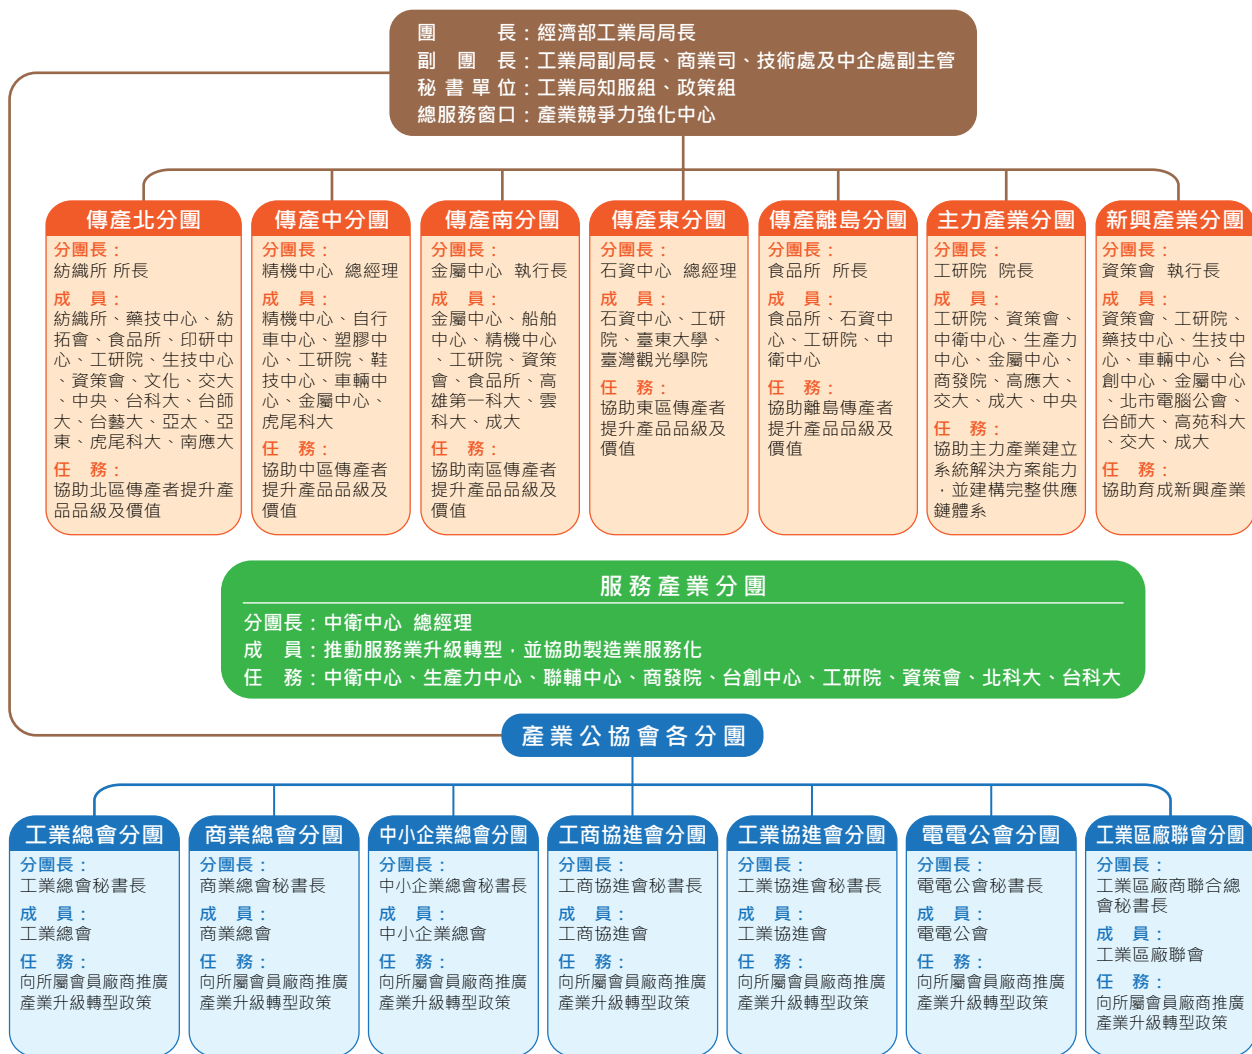 團　　長：經濟部工業局局長
副 團 長：工業局副局長、商業司、技術處及中企處副主管
秘書單位：工業局知服組、政策組
總服務窗口：產業競爭力強化中心
傳產北分團
分團長：
紡織所 所長
成　員：
紡織所、藥技中心、紡
拓會、食品所、印研中
心、工研院、生技中心
、資策會、文化、交大
、中央、台科大、台師
大、台藝大、亞太、亞
東、虎尾科大、南應大
任　務：
協助北區傳產者提升產
品品級及價值
傳產中分團
分團長：
精機中心 總經理
成　員：
精機中心、自行
車中心、塑膠中
心、工研院、鞋
技中心、車輛中
心、金屬中心、
虎尾科大
任　務：
協助中區傳產者
提升產品品級及
價值
傳產南分團
分團長：
金屬中心 執行長
成　員：
金屬中心、船舶
中心、精機中心
、工研院、資策
會、食品所、高
雄第一科大、雲
科大、成大
任　務：
協助南區傳產者
提升產品品級及
價值
傳產東分團
分團長：
石資中心 總經理
成　員：
石資中心、工研
院、臺東大學、
臺灣觀光學院
任　務：
協助東區傳產者
提升產品品級及
價值
傳產離島分團
分團長：
食品所 所長
成　員：
食品所、石資中
心、工研院、中
衛中心
任　務：
協助離島傳產者
提升產品品級及
價值
主力產業分團
分團長：
工研院 院長
成　員：
工研院、資策會、
中衛中心、生產力
中心、金屬中心、
商發院、高應大、
交大、成大、中央
任　務：
協助主力產業建立
系統解決方案能力
，並建構完整供應
鏈體系
新興產業分團
分團長：
資策會 執行長
成　員：
資策會、工研院、
藥技中心、生技中
心、車輛中心、台
創中心、金屬中心
、北市電腦公會、
台師大、高苑科大
、交大、成大
任　務：
協助育成新興產業
服務產業分團
分團長：中衛中心 總經理
成　員：推動服務業升級轉型，並協助製造業服務化
任　務：中衛中心、生產力中心、聯輔中心、商發院、台創中心、工研院、資策會、北科大、台科大
產業公協會各分團
工業總會分團
分團長：
工業總會秘書長
成　員：
工業總會
任　務：
向所屬會員廠商推廣
產業升級轉型政策
商業總會分團
分團長：
商業總會秘書長
成　員：
商業總會
任　務：
向所屬會員廠商推廣
產業升級轉型政策
中小企業總會分團
分團長：
中小企業總會秘書長
成　員：
中小企業總會
任　務：
向所屬會員廠商推廣
產業升級轉型政策
工商協進會分團
分團長：
工商協進會秘書長
成　員：
工商協進會
任　務：
向所屬會員廠商推廣
產業升級轉型政策
工業協進會分團
分團長：
工業協進會秘書長
成　員：
工業協進會
任　務：
向所屬會員廠商推廣
產業升級轉型政策
電電公會分團
分團長：
電電公會秘書長
成　員：
電電公會
任　務：
向所屬會員廠商推廣
產業升級轉型政策
工業區廠聯會分團
分團長：
工業區廠商聯合總
會秘書長
成　員：
工業區廠聯會
任　務：
向所屬會員廠商推廣
產業升級轉型政策